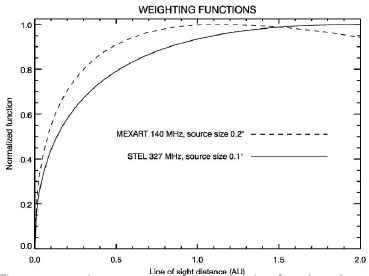 WEIGHTING FUNCTIONS
1.0
0.8
0.6
0.4
0.2
0.0
Normalized function
MEXART 140 MHz, source size 0.2"
STEL 327 MHz, source size 0.1"
0.0 0.5 1.0 1.5 2.0
Line of sight distance (AU)